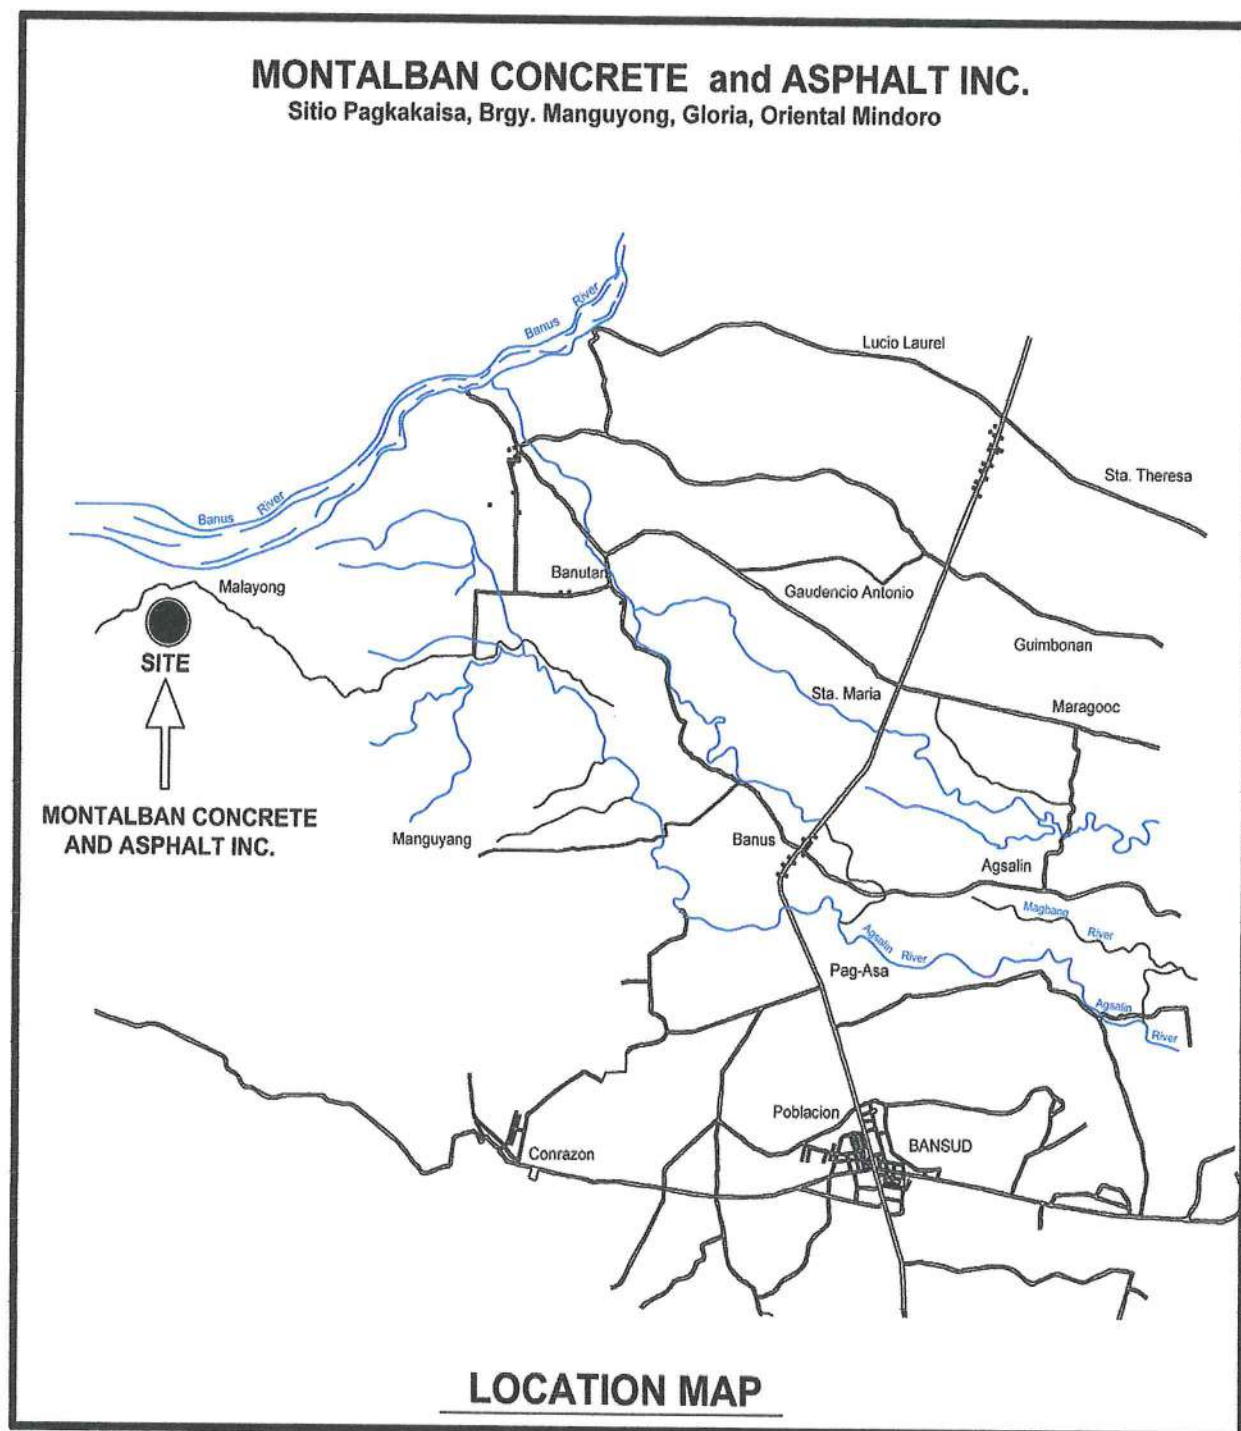 MONTALBAN CONCRETE and ASPHALT INC.
Sitio Pagkakaisa, Brgy. Manguyong, Gloria, Oriental Mindoro
Banus River
Lucio Laurel
Sta. Theresa
Banus River
Malayong
Banutan
Gaudencio Antonio
Guimbonan
SITE
Sta. Maria
Maragooc
MONTALBAN CONCRETE
AND ASPHALT INC.
Manguyang
Banus
Agsalin
Magbang River
Agsalin River
Pag-Asa
Agsalin River
Poblacion
BANSUD
Conrazon
LOCATION MAP